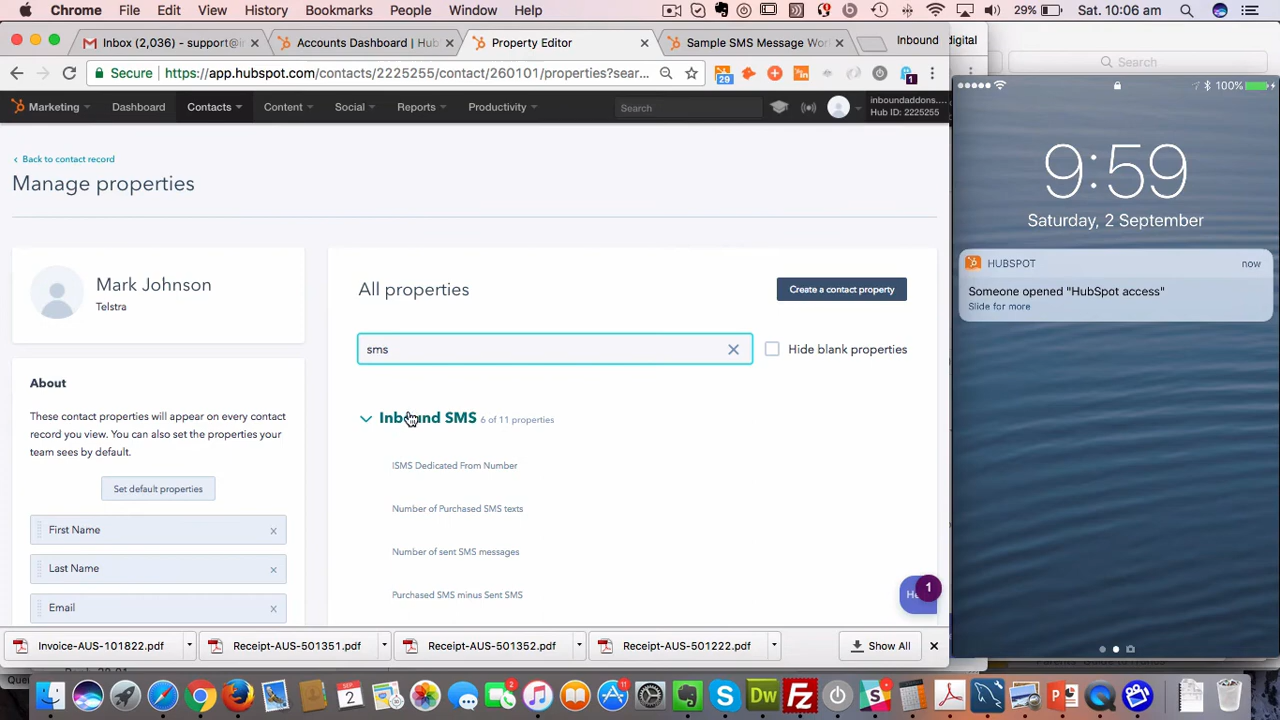 Chrome File Edit View History Bookmarks People Window Help
29% Sat. 10:06 am
Inbox (2,036) - support@i
Accounts Dashboard | Hub
Property Editor
Sample SMS Message Wor
Inbound
digital
Secure https://app.hubspot.com/contacts/2225255/contact/260101/properties?sear...
29
1
Search
Marketing Dashboard Contacts Content Social Reports Productivity
Search
inboundaddons....
Hub ID: 2225255
Back to contact record
Manage properties
Mark Johnson
Telstra
About
These contact properties will appear on every contact
record you view. You can also set the properties your
team sees by default.
Set default properties
First Name
Last Name
Email
All properties
Create a contact property
sms
Hide blank properties
Inbound SMS 6 of 11 properties
ISMS Dedicated From Number
Number of Purchased SMS texts
Number of sent SMS messages
Purchased SMS minus Sent SMS
1
100%
9:59
Saturday, 2 September
HUBSPOT now
Someone opened "HubSpot access"
Slide for more
Invoice-AUS-101822.pdf
Receipt-AUS-501351.pdf
Receipt-AUS-501352.pdf
Receipt-AUS-501222.pdf
Show All